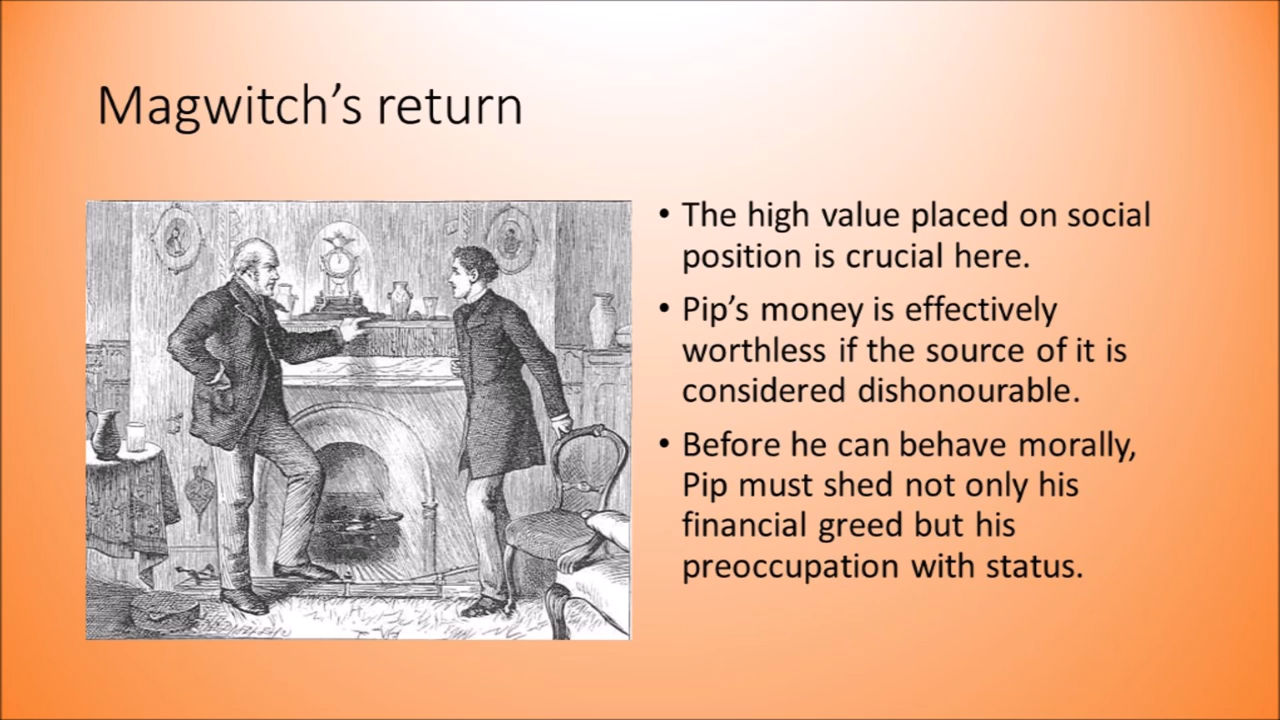 Magwitch’s return
• The high value placed on social
position is crucial here.
• Pip’s money is effectively
worthless if the source of it is
considered dishonourable.
• Before he can behave morally,
Pip must shed not only his
financial greed but his
preoccupation with status.